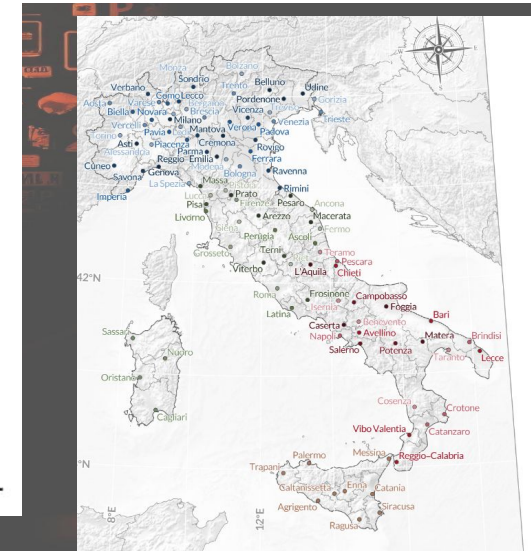 Monza
Bolzano
Sondrio
Trento
Belluno
Udine
Verbano
Como Lecco
Pordenone
Gorizia
Aosta
Varese
Bergamo
Vicenza
Biella
Novara
Brescia
Venezia
Trieste
Milano
Verona
Padova
Vercelli
Pavia
Mantova
Torino
Cremona
Rovigo
Asti
Piacenza
Parma
Ferrara
Alessandria
Reggio Emilia
Modena
Cuneo
Genova
Bologna
Ravenna
Savona
La Spezia
Massa
Rimini
Imperia
Prato
Pesaro
Lucca
Firenze
Ancona
Pisa
Arezzo
Macerata
Livorno
Fermo
Siena
Perugia
Ascoli
Grosseto
Terni
Teramo
Pescara
Viterbo
L'Aquila
Chieti
42°N
Roma
Frosinone
Campobasso
Isernia
Foggia
Latina
Bari
Caserta
Benevento
Sassari
Napoli
Avellino
Matera
Brindisi
Salerno
Potenza
Taranto
Lecce
Nuoro
Oristano
Cosenza
Crotone
Cagliari
Vibo Valentia
Catanzaro
Palermo
Messina
Reggio-Calabria
°N
Trapani
Caltanissetta
Enna
Catania
Agrigento
Siracusa
Ragusa
8°E
12°E